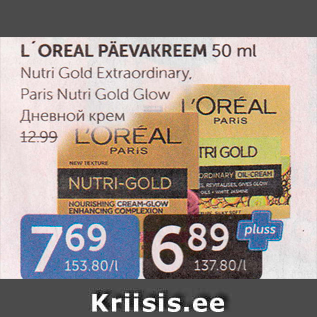 L´OREAL PÄEVAKREEM 50 ml
Nutri Gold Extraordinary,
Paris Nutri Gold Glow
Дневной крем
12.99
L'ORÉAL
PARIS
TRI GOLD
ORDINARY OIL-CREAM
L'ORÉAL
PARIS
NEW TEXTURE
NUTRI-GOLD
NOURISHING CREAM-GLOW
ENHANCING COMPLEXION
7 69
153.80/l
6 89
137.80/l
pluss
Kriisis.ee